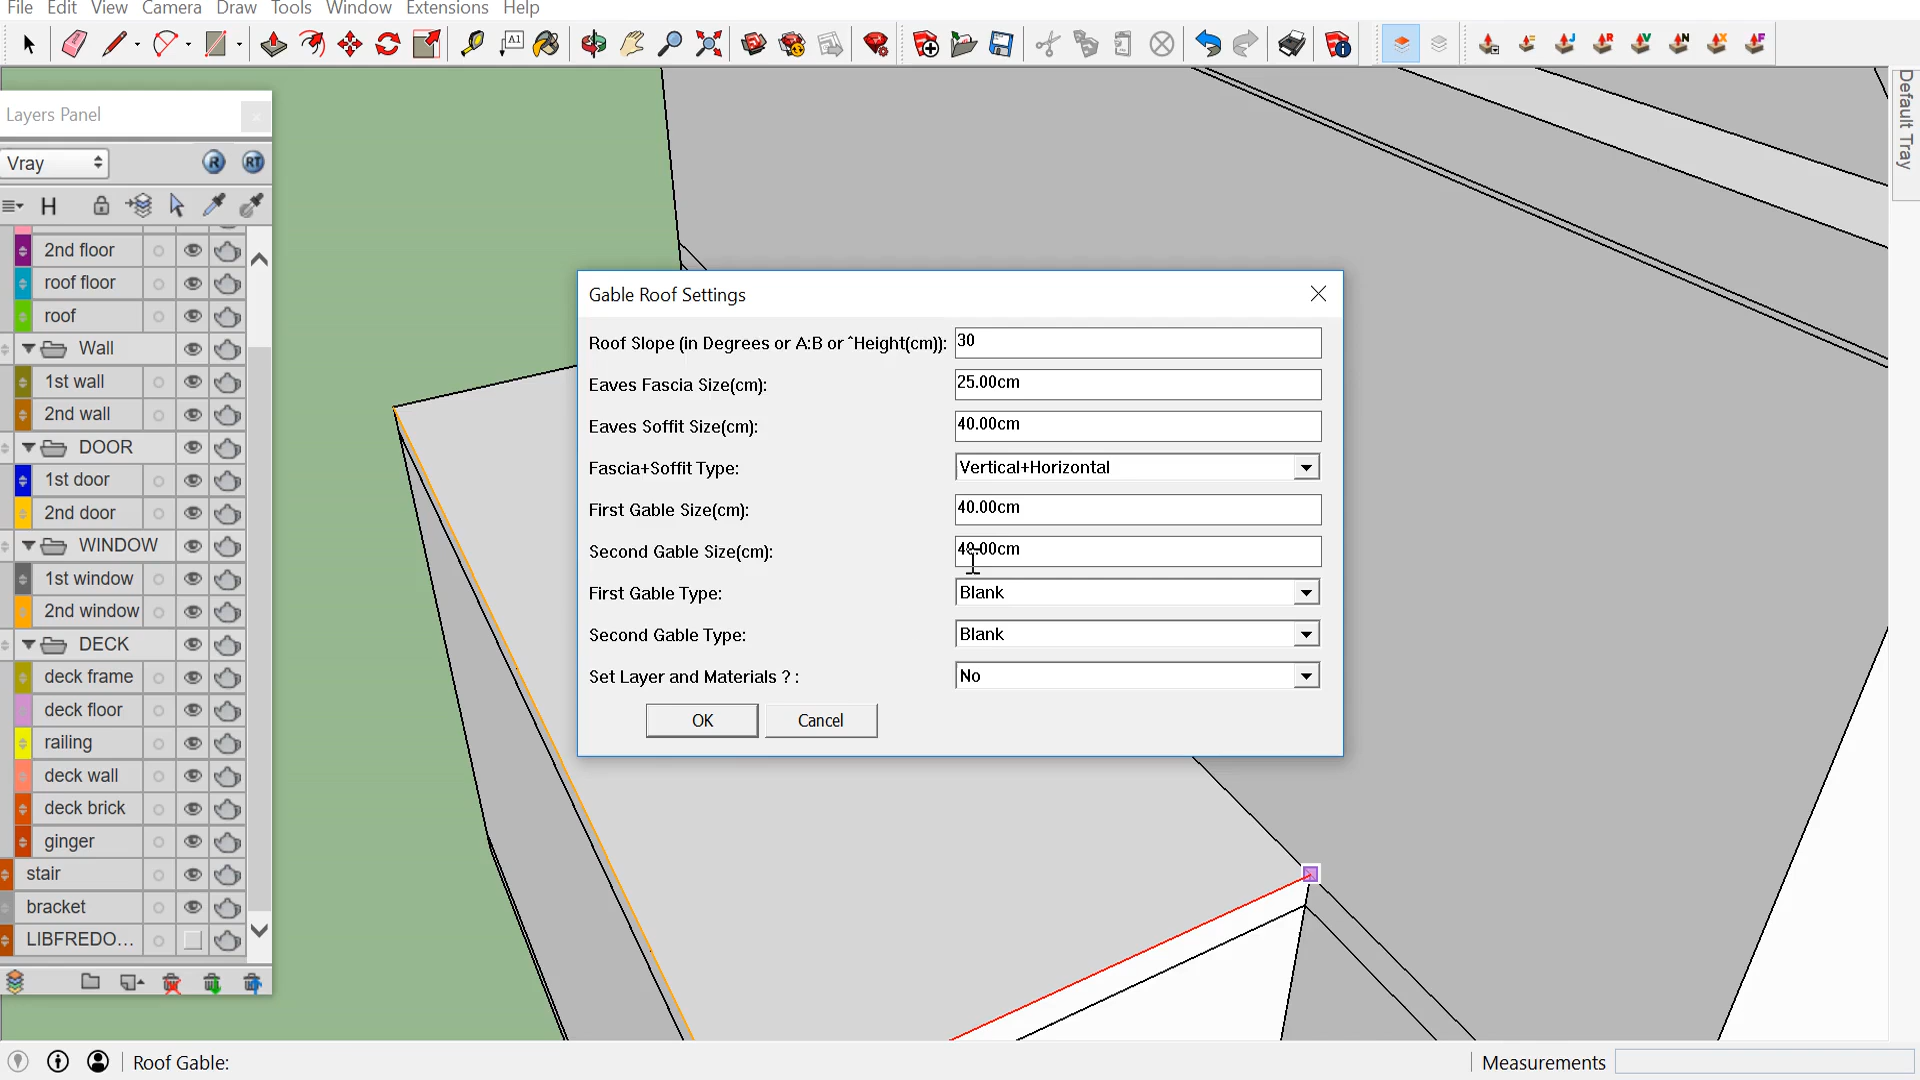 File Edit View Camera Draw Tools Window Extensions Help
A1
J R V N X F
Default Tray
Layers Panel
Vray
R RT
H
2nd floor
roof floor
roof
Wall
1st wall
2nd wall
DOOR
1st door
2nd door
WINDOW
1st window
2nd window
DECK
deck frame
deck floor
railing
deck wall
deck brick
ginger
stair
bracket
LIBFREDO...
Gable Roof Settings
Roof Slope (in Degrees or A:B or ^Height(cm)): 30
Eaves Fascia Size(cm): 25.00cm
Eaves Soffit Size(cm): 40.00cm
Fascia+Soffit Type: Vertical+Horizontal
First Gable Size(cm): 40.00cm
Second Gable Size(cm): 40.00cm
First Gable Type: Blank
Second Gable Type: Blank
Set Layer and Materials ? : No
OK Cancel
Roof Gable:
Measurements